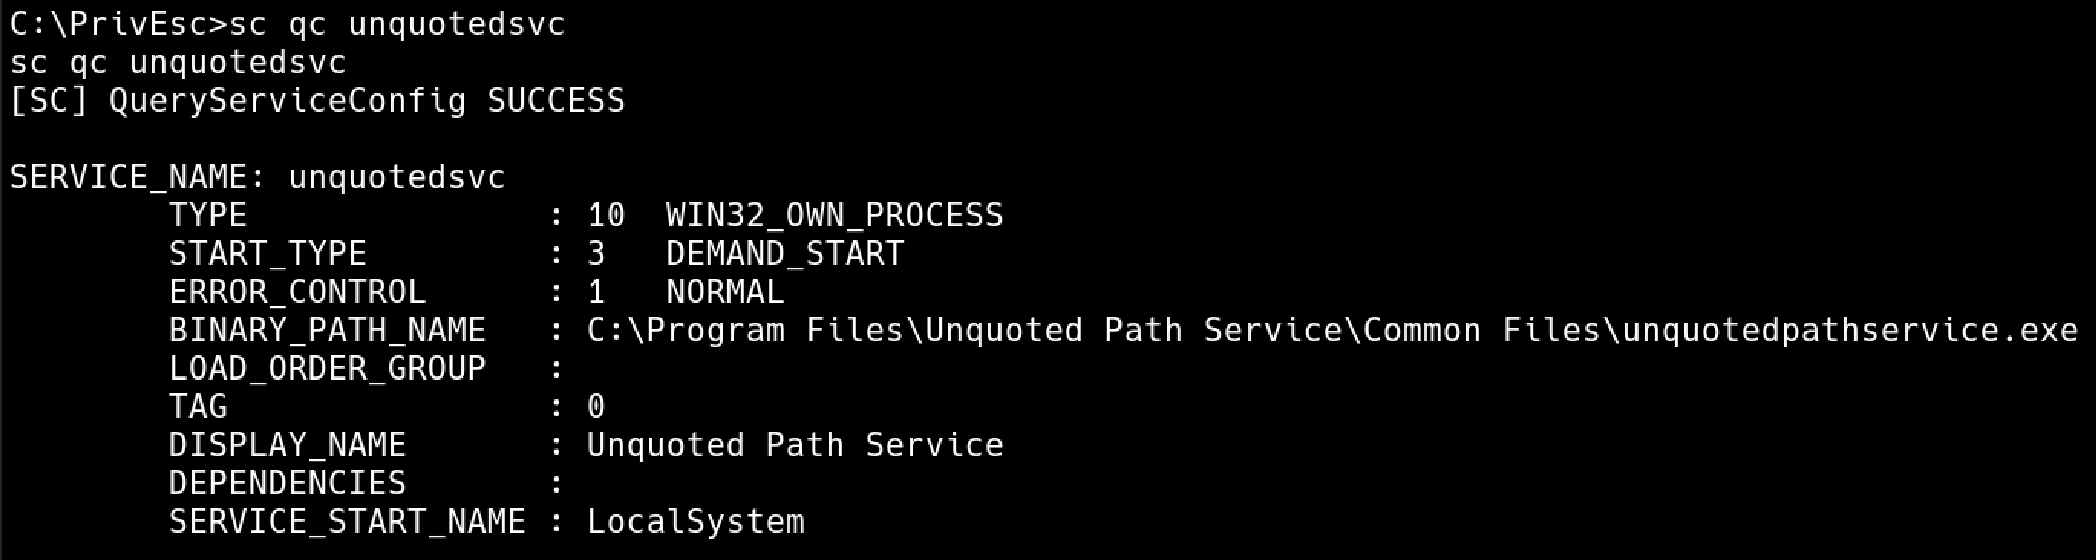 C:\PrivEsc>sc qc unquotedsvc
sc qc unquotedsvc
[SC] QueryServiceConfig SUCCESS

SERVICE_NAME: unquotedsvc
        TYPE               : 10  WIN32_OWN_PROCESS
        START_TYPE         : 3   DEMAND_START
        ERROR_CONTROL      : 1   NORMAL
        BINARY_PATH_NAME   : C:\Program Files\Unquoted Path Service\Common Files\unquotedpathservice.exe
        LOAD_ORDER_GROUP   :
        TAG                : 0
        DISPLAY_NAME       : Unquoted Path Service
        DEPENDENCIES       :
        SERVICE_START_NAME : LocalSystem